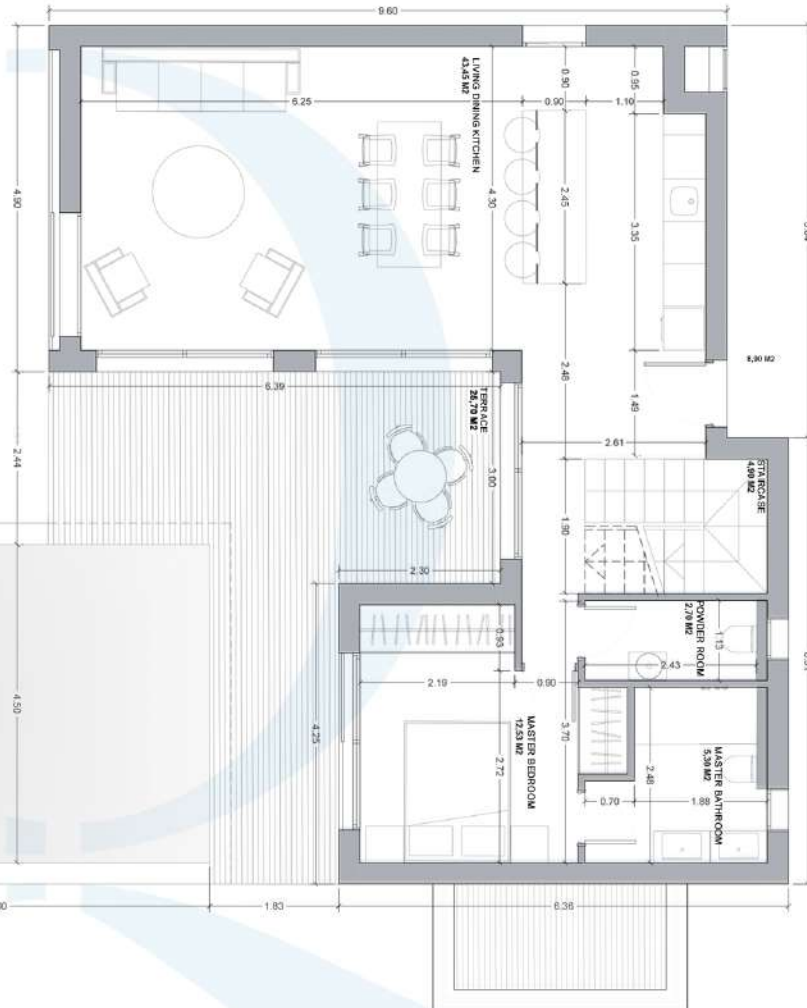 9.60
LIVING DINING KITCHEN
43,45 M2
0.90
0.95
6.25
0.90
1.10
4.90
4.30
2.45
3.35
2.48
1.49
8,90 M2
6.39
TERRACE
28,70 M2
2.61
2.44
3.00
STAIRCASE
4,90 M2
1.90
2.30
POWDER ROOM
2,70 M2
1.13
0.93
2.43
2.19
0.90
4.50
4.25
MASTER BEDROOM
12,53 M2
3.70
2.72
MASTER BATHROOM
5,30 M2
2.48
0.70
1.88
1.83
6.36